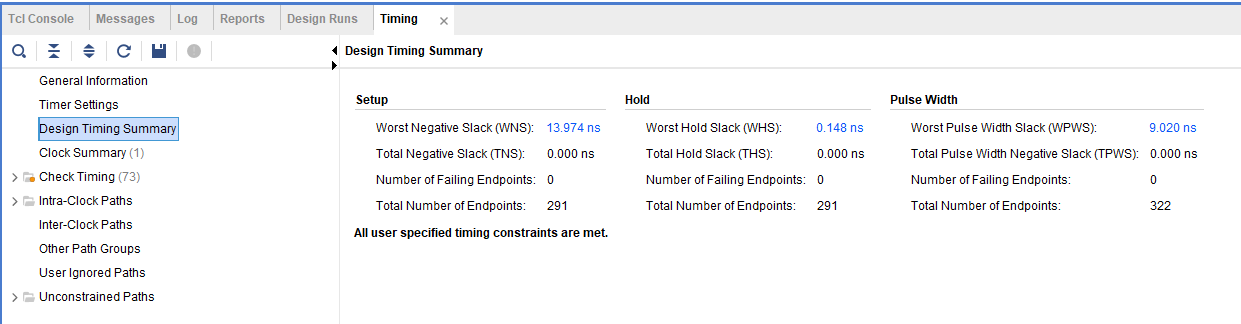 Tcl Console Messages Log Reports Design Runs Timing
Design Timing Summary
General Information
Timer Settings
Design Timing Summary
Clock Summary (1)
Check Timing (73)
Intra-Clock Paths
Inter-Clock Paths
Other Path Groups
User Ignored Paths
Unconstrained Paths
Setup
Worst Negative Slack (WNS): 13.974 ns
Total Negative Slack (TNS): 0.000 ns
Number of Failing Endpoints: 0
Total Number of Endpoints: 291
Hold
Worst Hold Slack (WHS): 0.148 ns
Total Hold Slack (THS): 0.000 ns
Number of Failing Endpoints: 0
Total Number of Endpoints: 291
Pulse Width
Worst Pulse Width Slack (WPWS): 9.020 ns
Total Pulse Width Negative Slack (TPWS): 0.000 ns
Number of Failing Endpoints: 0
Total Number of Endpoints: 322
All user specified timing constraints are met.